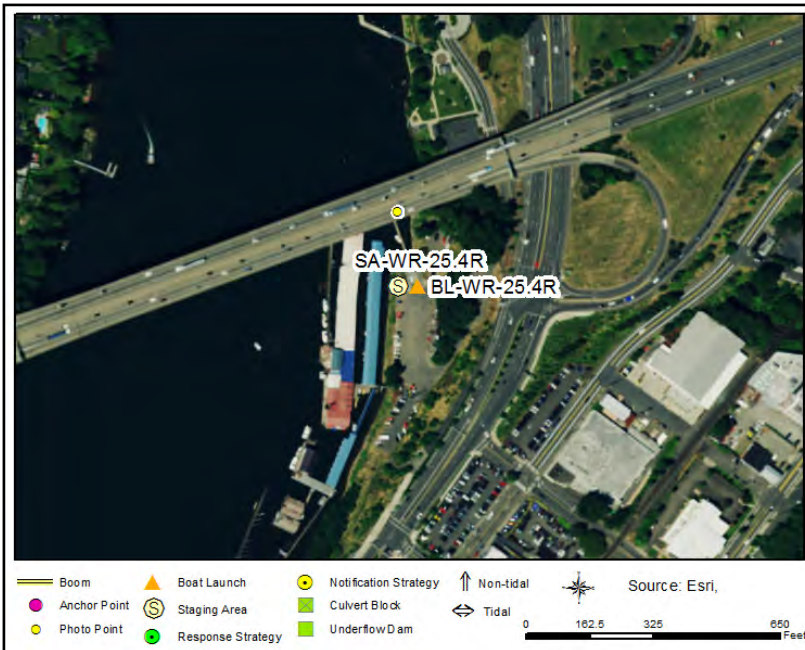 SA-WR-25.4R
S BL-WR-25.4R
Boom Boat Launch Notification Strategy Non-tidal Source: Esri,
Anchor Point S Staging Area Culvert Block Tidal
Photo Point Response Strategy Underflow Dam
0 162.5 325 650
Feet